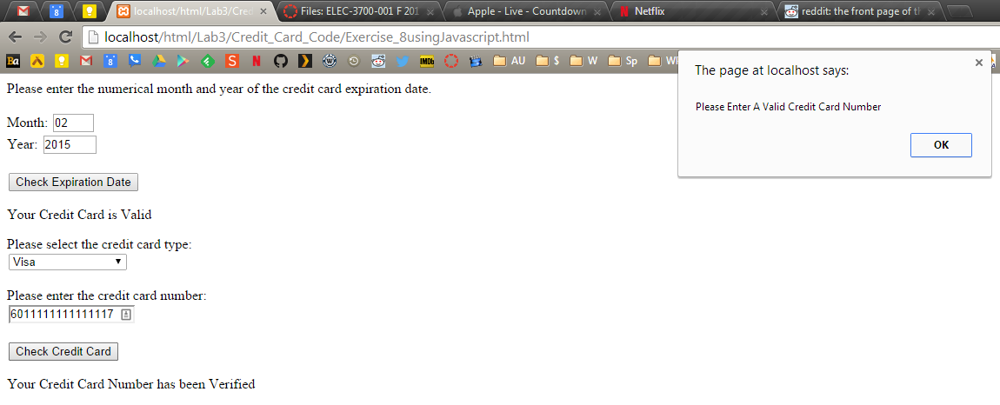 localhost/html/Lab3/Cred
Files: ELEC-3700-001 F 201
Apple - Live - Countdown
Netflix
reddit: the front page of th
localhost/html/Lab3/Credit_Card_Code/Exercise_8usingJavascript.html
Ba 8 S N IMDb AU $ W Sp
The page at localhost says:
Please Enter A Valid Credit Card Number
OK
Please enter the numerical month and year of the credit card expiration date.
Month: 02
Year: 2015
Check Expiration Date
Your Credit Card is Valid
Please select the credit card type:
Visa
Please enter the credit card number:
6011111111111117
Check Credit Card
Your Credit Card Number has been Verified